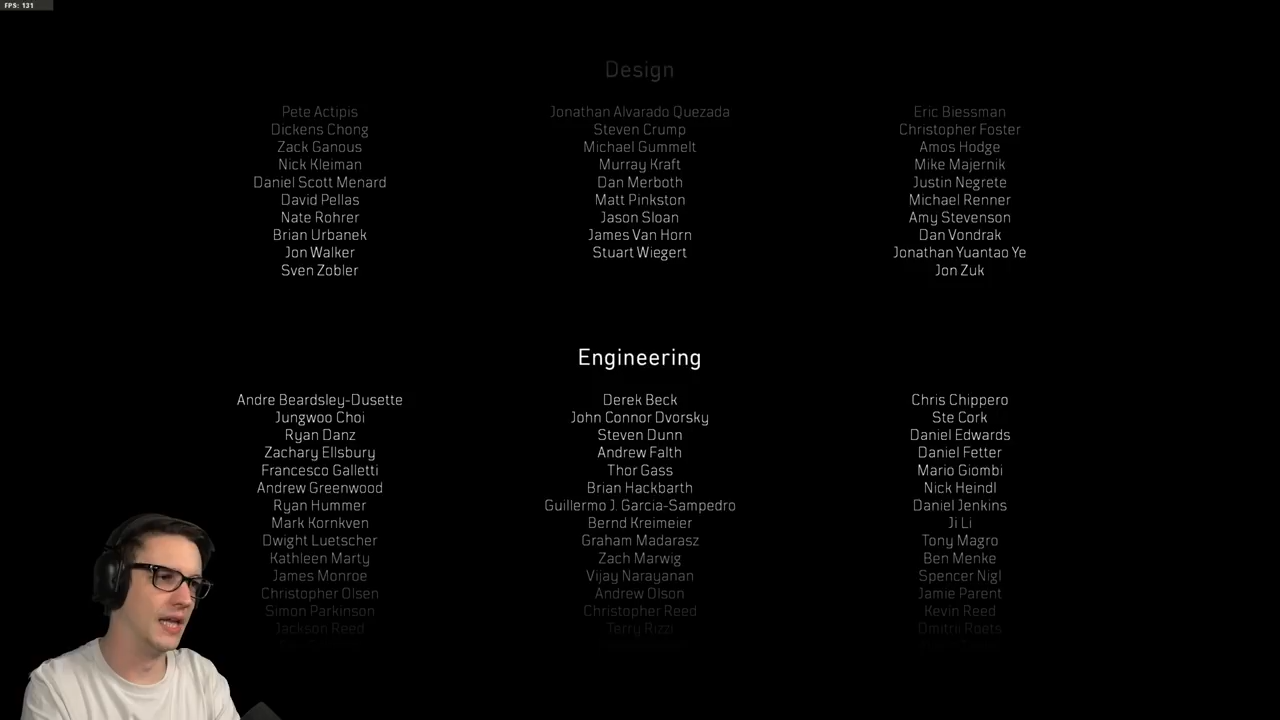 FPS: 131
Design
Pete Actipis Jonathan Alvarado Quezada Eric Biessman
Dickens Chong Steven Crump Christopher Foster
Zack Ganous Michael Gummelt Amos Hodge
Nick Kleiman Murray Kraft Mike Majernik
Daniel Scott Menard Dan Merboth Justin Negrete
David Pellas Matt Pinkston Michael Renner
Nate Rohrer Jason Sloan Amy Stevenson
Brian Urbanek James Van Horn Dan Vondrak
Jon Walker Stuart Wiegert Jonathan Yuantao Ye
Sven Zobler Jon Zuk
Engineering
Andre Beardsley-Dusette Derek Beck Chris Chippero
Jungwoo Choi John Connor Dvorsky Ste Cork
Ryan Danz Steven Dunn Daniel Edwards
Zachary Ellsbury Andrew Falth Daniel Fetter
Francesco Galletti Thor Gass Mario Giombi
Andrew Greenwood Brian Hackbarth Nick Heindl
Ryan Hummer Guillermo J. Garcia-Sampedro Daniel Jenkins
Mark Kornkven Bernd Kreimeier Ji Li
Dwight Luetscher Graham Madarasz Tony Magro
Kathleen Marty Zach Marwig Ben Menke
James Monroe Vijay Narayanan Spencer Nigl
Christopher Olsen Andrew Olson Jamie Parent
Simon Parkinson Christopher Reed Kevin Reed
Jackson Reed Terry Rizzi Dmitrii Roets